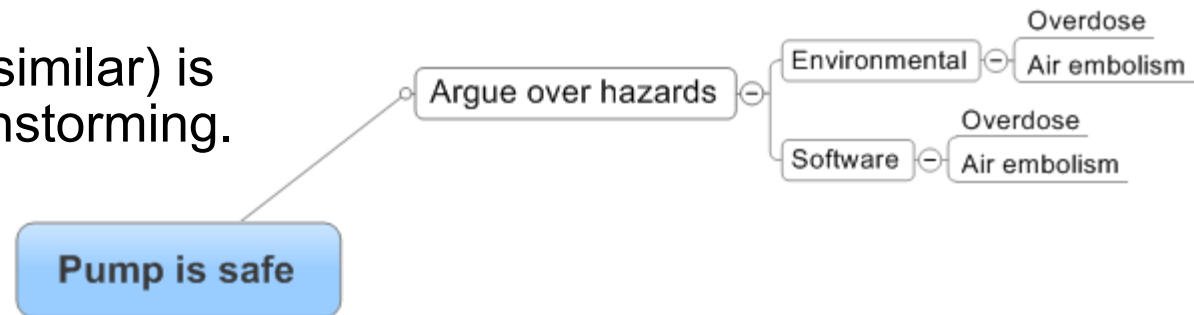 similar) is
nstorming.
Pump is safe
Argue over hazards
Environmental
Overdose
Air embolism
Software
Overdose
Air embolism